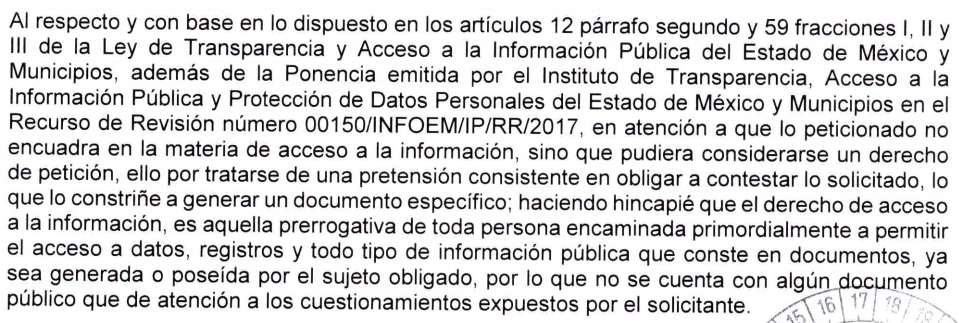 Al respecto y con base en lo dispuesto en los artículos 12 párrafo segundo y 59 fracciones I, II y
III de la Ley de Transparencia y Acceso a la Información Pública del Estado de México y
Municipios, además de la Ponencia emitida por el Instituto de Transparencia, Acceso a la
Información Pública y Protección de Datos Personales del Estado de México y Municipios en el
Recurso de Revisión número 00150/INFOEM/IP/RR/2017, en atención a que lo peticionado no
encuadra en la materia de acceso a la información, sino que pudiera considerarse un derecho
de petición, ello por tratarse de una pretensión consistente en obligar a contestar lo solicitado, lo
que lo constriñe a generar un documento específico; haciendo hincapié que el derecho de acceso
a la información, es aquella prerrogativa de toda persona encaminada primordialmente a permitir
el acceso a datos, registros y todo tipo de información pública que conste en documentos, ya
sea generada o poseída por el sujeto obligado, por lo que no se cuenta con algún documento
público que de atención a los cuestionamientos expuestos por el solicitante.
15 16 17 18 19